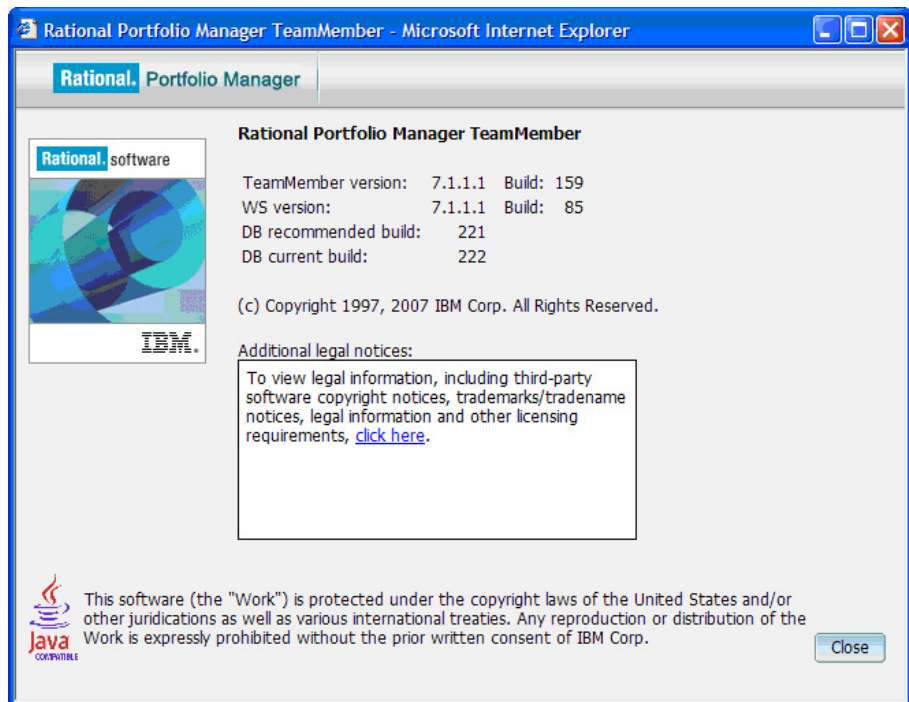 Rational Portfolio Manager TeamMember - Microsoft Internet Explorer
Rational. Portfolio Manager
Rational Portfolio Manager TeamMember
Rational. software
TeamMember version: 7.1.1.1 Build: 159
WS version: 7.1.1.1 Build: 85
DB recommended build: 221
DB current build: 222
(c) Copyright 1997, 2007 IBM Corp. All Rights Reserved.
IBM.
Additional legal notices:
To view legal information, including third-party
software copyright notices, trademarks/tradename
notices, legal information and other licensing
requirements, click here.
This software (the "Work") is protected under the copyright laws of the United States and/or
other juridications as well as various international treaties. Any reproduction or distribution of the
Work is expressly prohibited without the prior written consent of IBM Corp.
Java
COMPATIBLE
Close